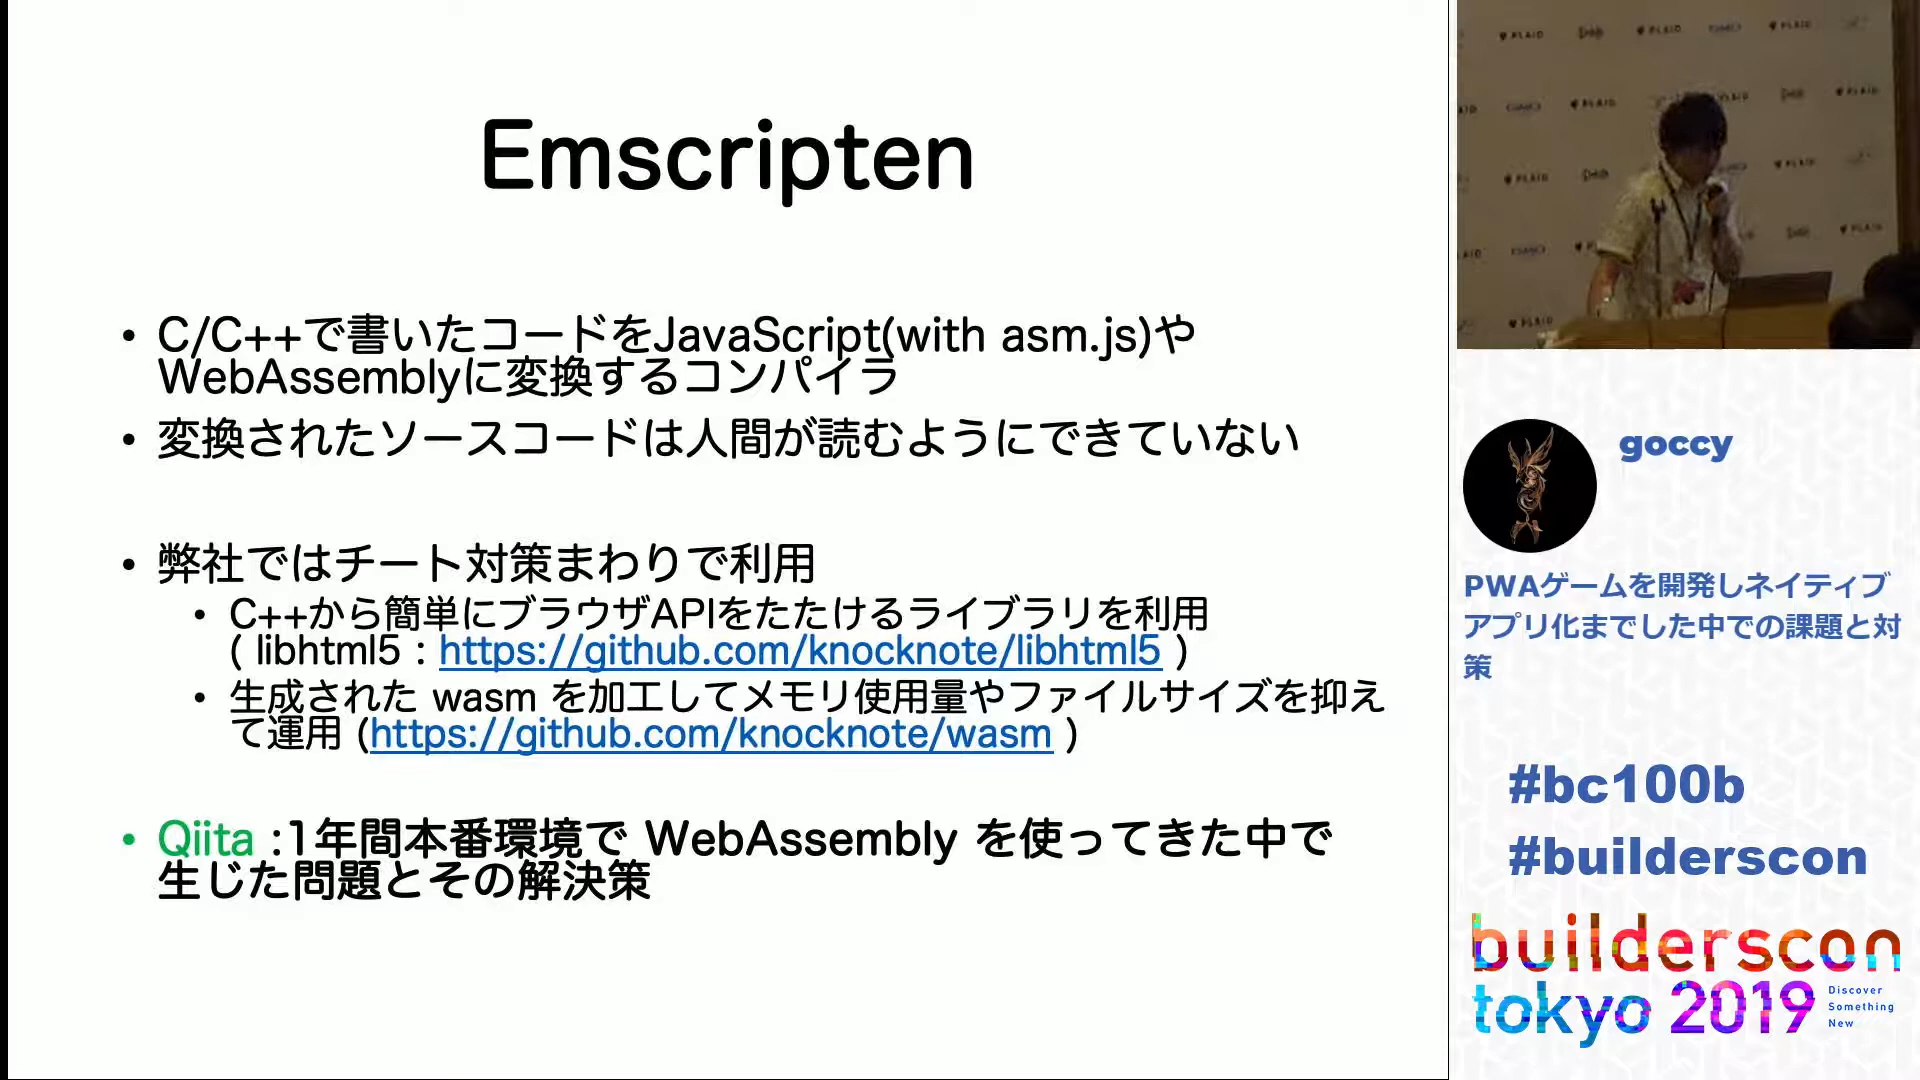 Emscripten
• C/C++で書いたコードをJavaScript(with asm.js)や
WebAssemblyに変換するコンパイラ
• 変換されたソースコードは人間が読むようにできていない
• 弊社ではチート対策まわりで利用
• C++から簡単にブラウザAPIをたたけるライブラリを利用
( libhtml5 : https://github.com/knocknote/libhtml5 )
• 生成された wasm を加工してメモリ使用量やファイルサイズを抑え
て運用 (https://github.com/knocknote/wasm )
• Qiita :1年間本番環境で WebAssembly を使ってきた中で
生じた問題とその解決策
PLAID
goccy
PWAゲームを開発しネイティブ
アプリ化までした中での課題と対
策
#bc100b
#builderscon
builderscon
tokyo 2019
Discover
Something
New